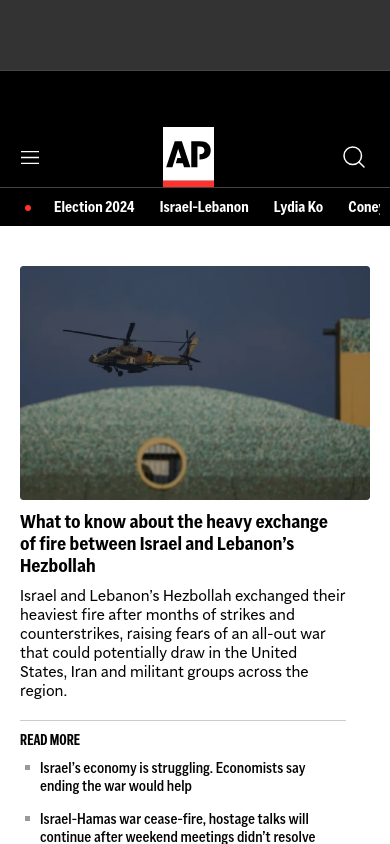 AP
Election 2024 Israel-Lebanon Lydia Ko
What to know about the heavy exchange
of fire between Israel and Lebanon’s
Hezbollah
Israel and Lebanon’s Hezbollah exchanged their
heaviest fire after months of strikes and
counterstrikes, raising fears of an all-out war
that could potentially draw in the United
States, Iran and militant groups across the
region.
READ MORE
Israel’s economy is struggling. Economists say
ending the war would help
Israel-Hamas war cease-fire, hostage talks will
continue after weekend meetings didn’t resolve